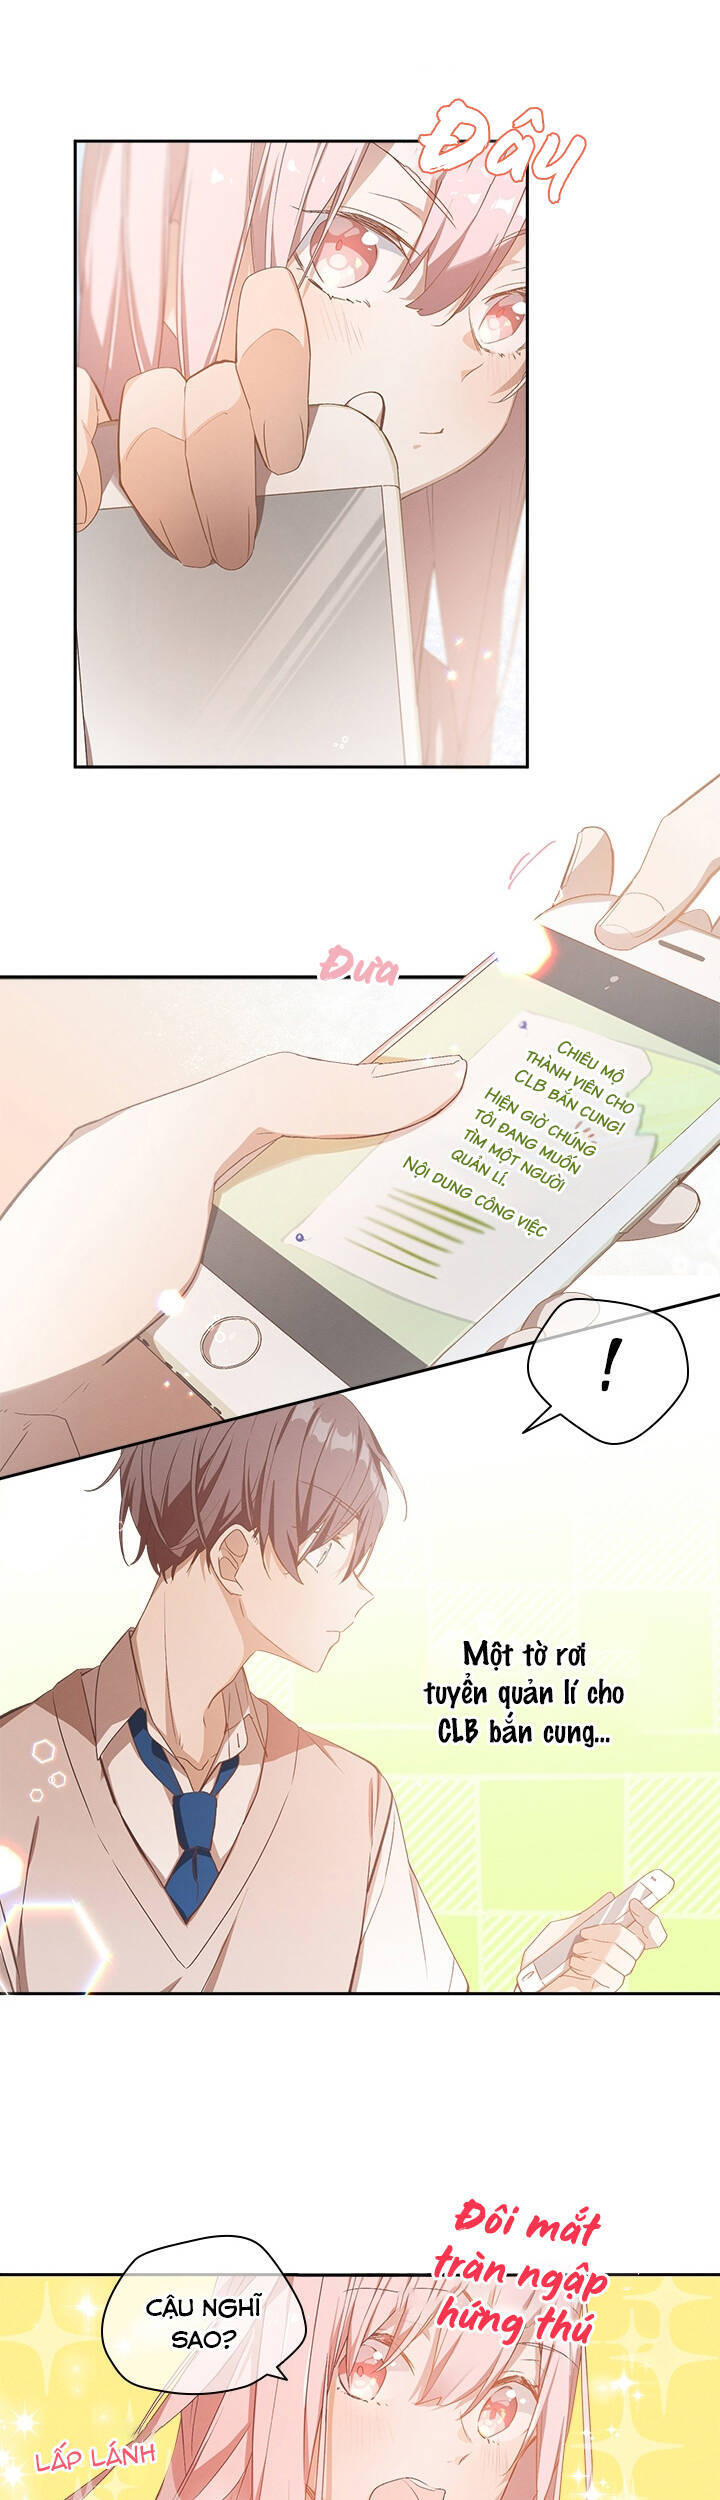 Đây
Đưa
CHIÊU MỘ
THÀNH VIÊN CHO
CLB BẮN CUNG!
HIỆN GIỜ CHÚNG
TÔI ĐANG MUỐN
TÌM MỘT NGƯỜI
QUẢN LÍ.
NỘI DUNG CÔNG VIỆC
!
Một tờ rơi
tuyển quản lí cho
CLB bắn cung...
Đôi mắt
tràn ngập
hứng thú
CẬU NGHĨ
SAO?
LẤP LÁNH